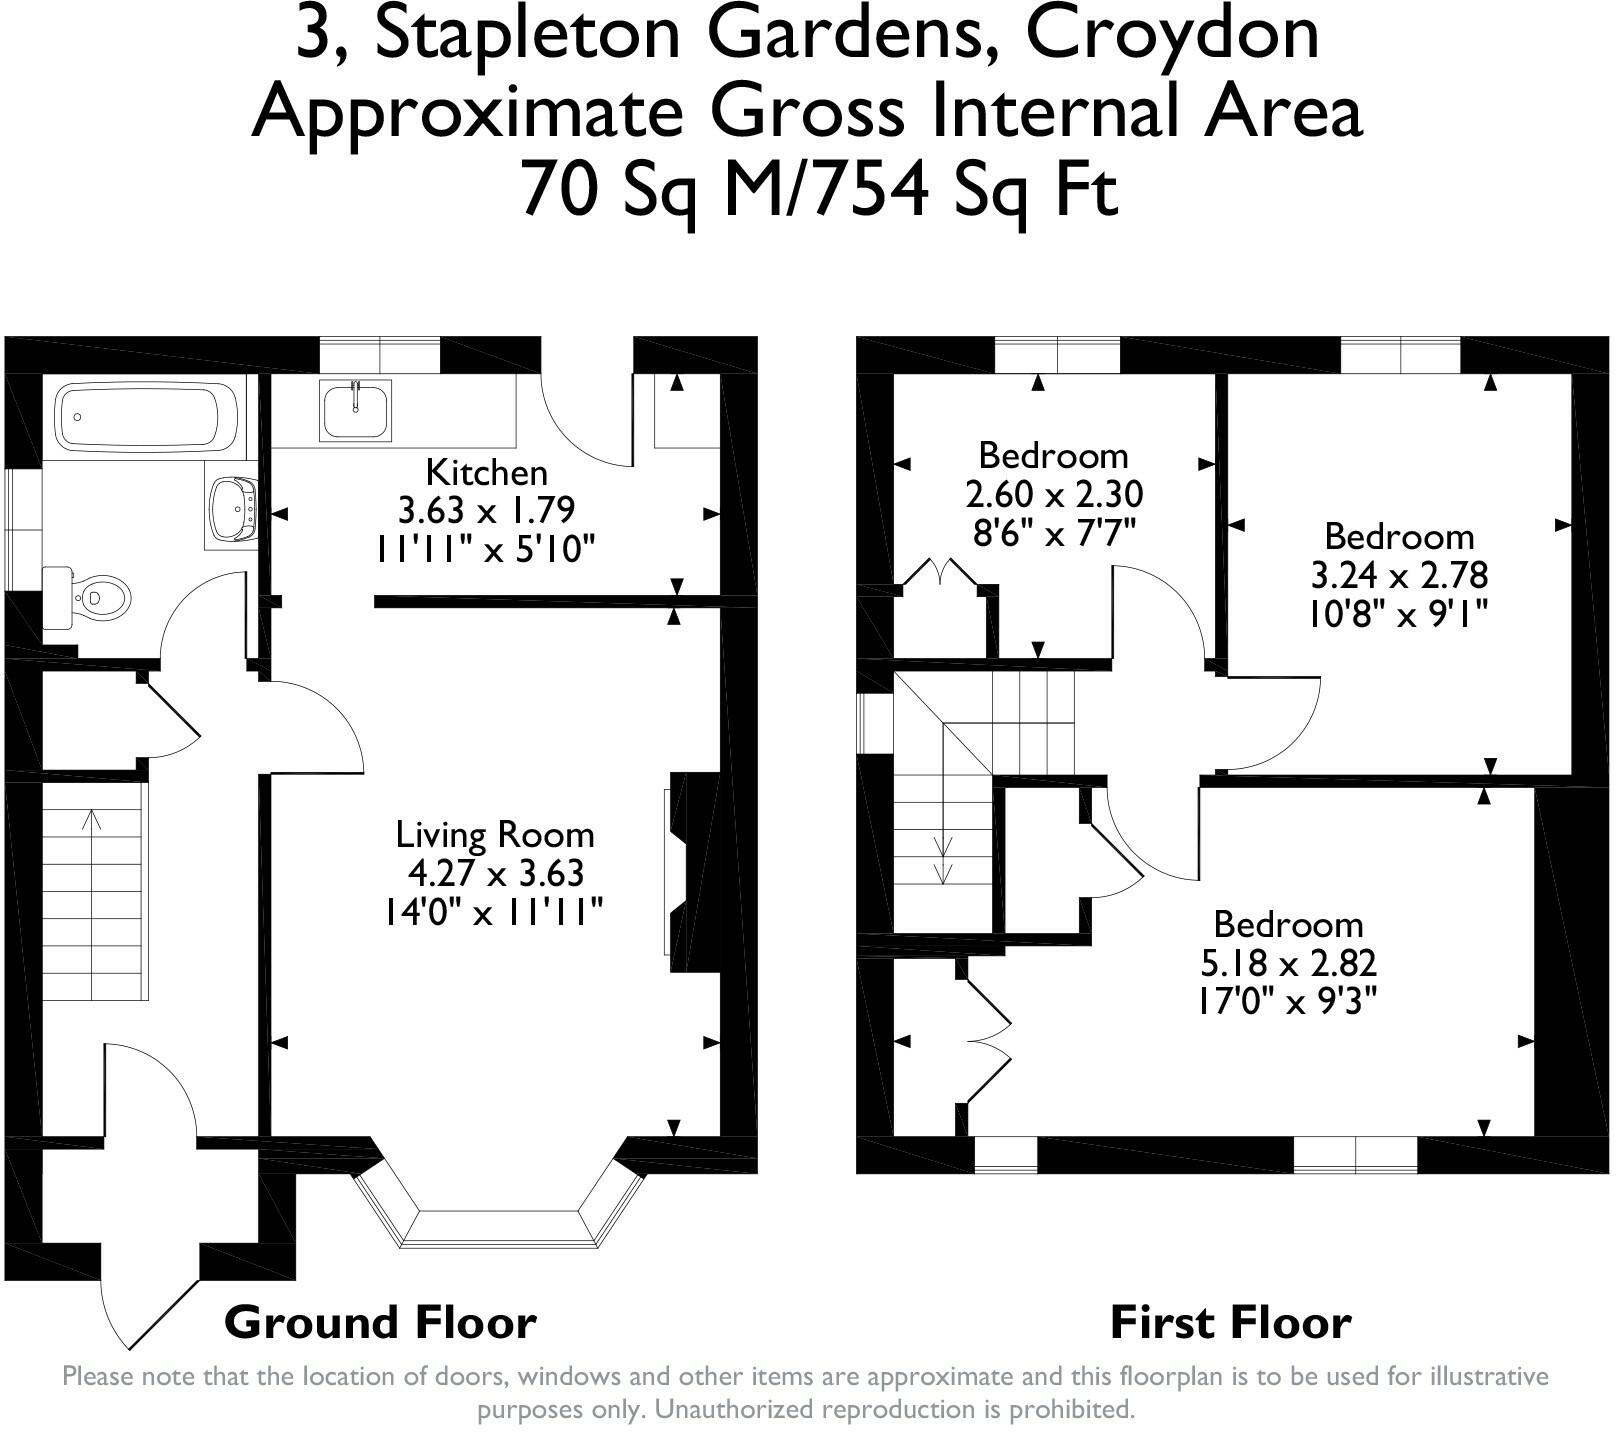 3, Stapleton Gardens, Croydon
Approximate Gross Internal Area
70 Sq M/754 Sq Ft
Kitchen
3.63 x 1.79
11'11" x 5'10"
Living Room
4.27 x 3.63
14'0" x 11'11"
Ground Floor
Bedroom
2.60 x 2.30
8'6" x 7'7"
Bedroom
3.24 x 2.78
10'8" x 9'1"
Bedroom
5.18 x 2.82
17'0" x 9'3"
First Floor
Please note that the location of doors, windows and other items are approximate and this floorplan is to be used for illustrative
purposes only. Unauthorized reproduction is prohibited.